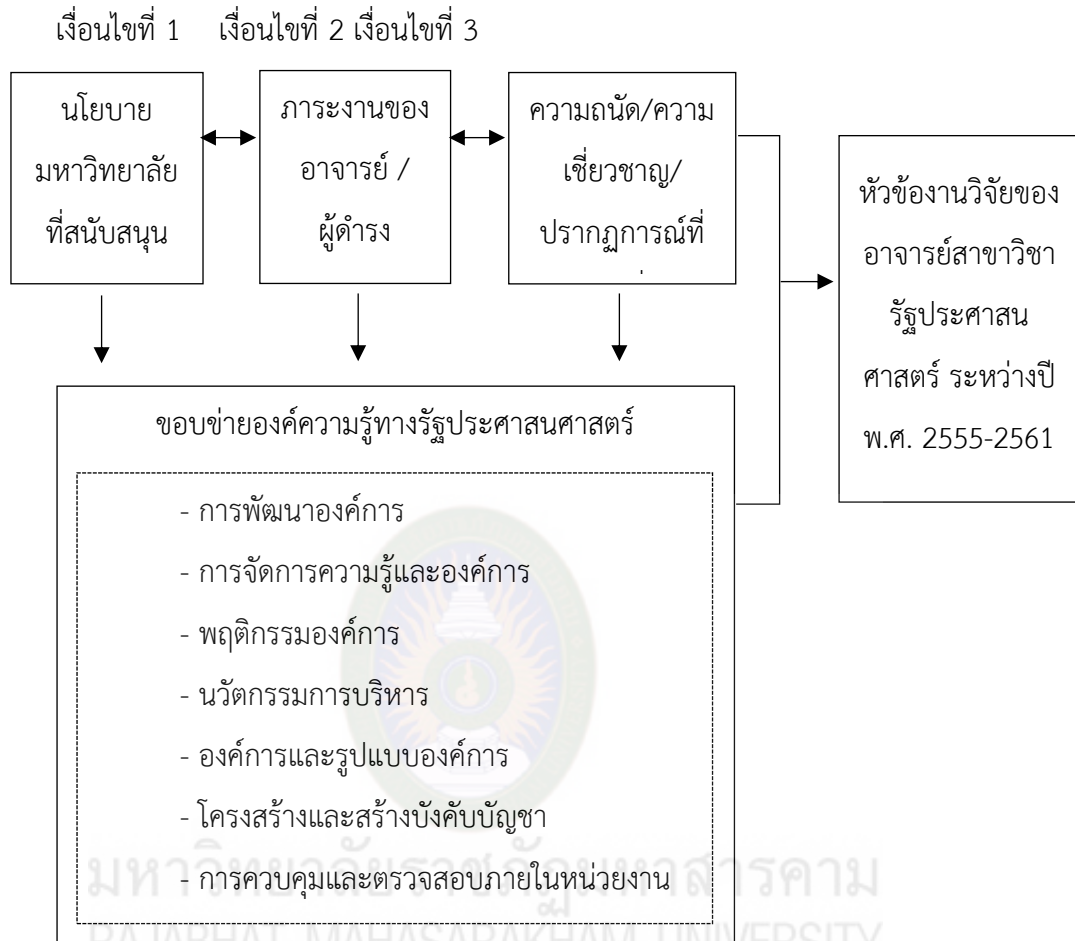 เงื่อนไขที่ 1 เงื่อนไขที่ 2 เงื่อนไขที่ 3
นโยบาย
มหาวิทยาลัย
ที่สนับสนุน
ภาระงานของ
อาจารย์ /
ผู้ดำรง
ความถนัด/ความ
เชี่ยวชาญ/
ปรากฏการณ์ที่
หัวข้องานวิจัยของ
อาจารย์สาขาวิชา
รัฐประศาสน
ศาสตร์ ระหว่างปี
พ.ศ. 2555-2561
ขอบข่ายองค์ความรู้ทางรัฐประศาสนศาสตร์
- การพัฒนาองค์การ
- การจัดการความรู้และองค์การ
- พฤติกรรมองค์การ
- นวัตกรรมการบริหาร
- องค์การและรูปแบบองค์การ
- โครงสร้างและสร้างบังคับบัญชา
- การควบคุมและตรวจสอบภายในหน่วยงาน
มหาวิทยาลัยราชภัฏมหาสารคาม
RAJABHAT MAHASARAKHAM UNIVERSITY